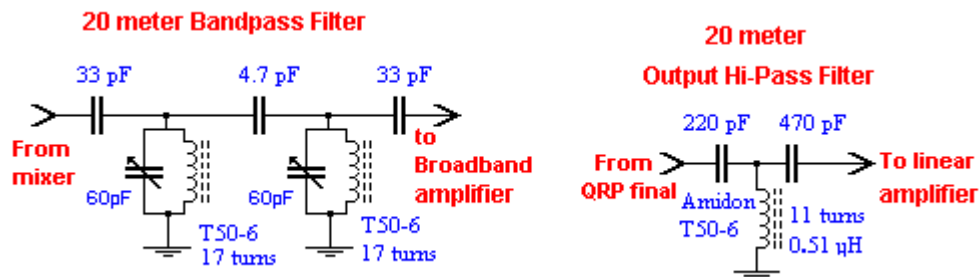 20 meter Bandpass Filter
33 pF
4.7 pF
33 pF
From
mixer
60pF
T50-6
17 turns
60pF
T50-6
17 turns
to
Broadband
amplifier
20 meter
Output Hi-Pass Filter
220 pF
470 pF
From
QRP final
To linear
amplifier
Amidon
T50-6
11 turns
0.51 µH